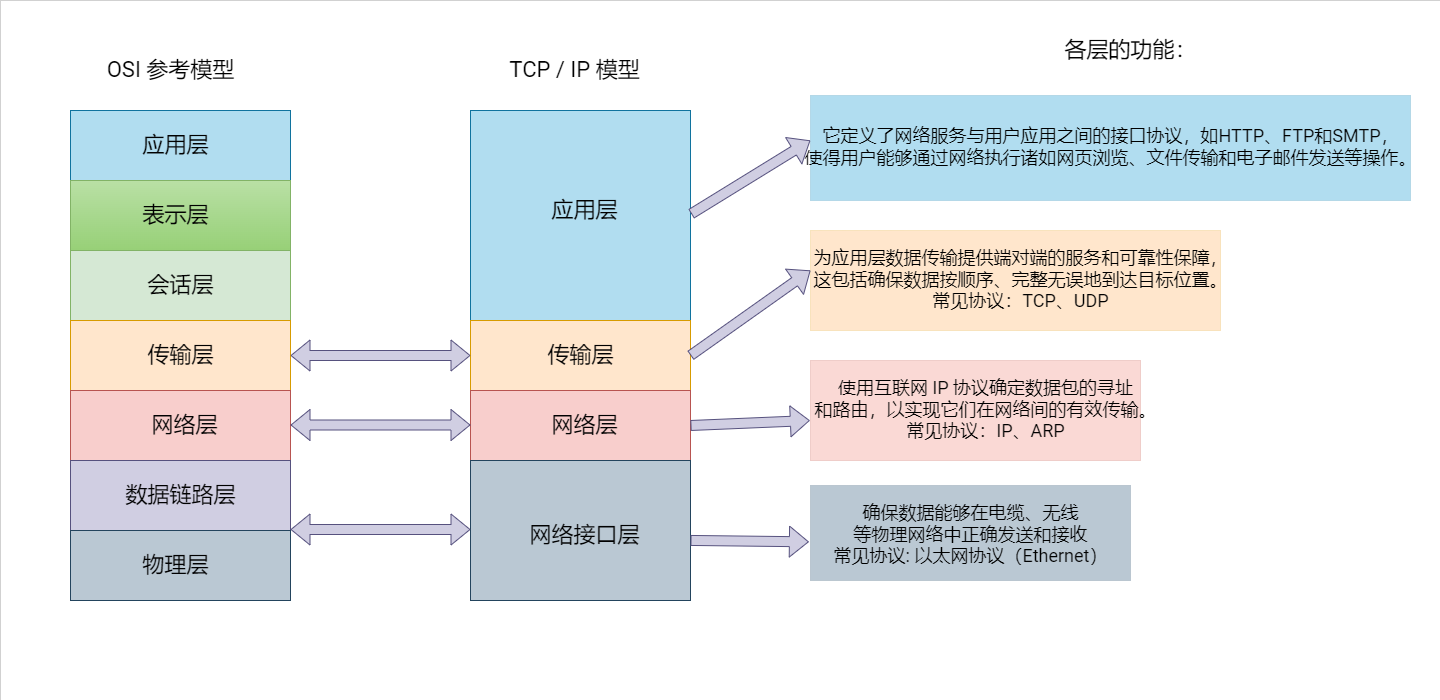 OSI 参考模型
应用层
表示层
会话层
传输层
网络层
数据链路层
物理层
TCP / IP 模型
应用层
传输层
网络层
网络接口层
各层的功能：
它定义了网络服务与用户应用之间的接口协议，如HTTP、FTP和SMTP，
使得用户能够通过网络执行诸如网页浏览、文件传输和电子邮件发送等操作。
为应用层数据传输提供端对端的服务和可靠性保障，
这包括确保数据按顺序、完整无误地到达目标位置。
常见协议：TCP、UDP
使用互联网 IP 协议确定数据包的寻址
和路由，以实现它们在网络间的有效传输。
常见协议：IP、ARP
确保数据能够在电缆、无线
等物理网络中正确发送和接收
常见协议: 以太网协议（Ethernet）